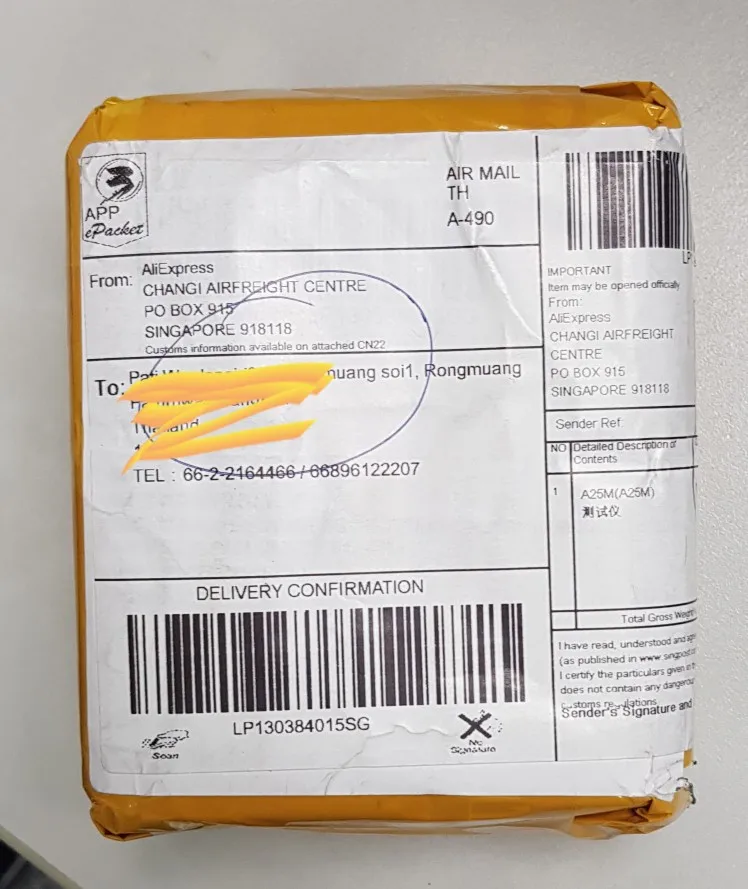 APP
ePacket
AIR MAIL
TH
A-490
From: AliExpress
CHANGI AIRFREIGHT CENTRE
PO BOX 915
SINGAPORE 918118
Customs information available on attached CN22
To:
soi1, Rongmuang
TEL : 66-2-2164466 / 66896122207
DELIVERY CONFIRMATION
LP130384015SG
Scan
No
Signature
LP
IMPORTANT
Item may be opened officially
From:
AliExpress
CHANGI AIRFREIGHT
CENTRE
PO BOX 915
SINGAPORE 918118
Sender Ref:
NO Detailed Description of
Contents
1 A25M(A25M)
测试仪
Total Gross Weight
I have read, understood and
(as published in www.singpost
I certify the particulars given in
does not contain any
customs regulations
Sender's Signature and